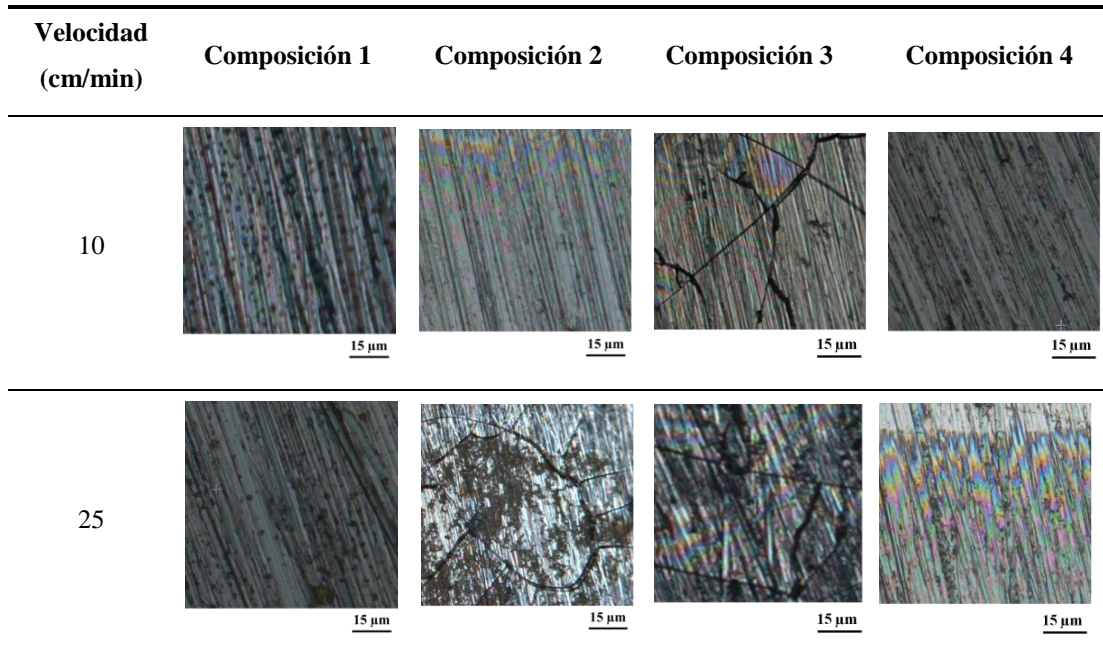 Velocidad
(cm/min)
Composición 1
Composición 2
Composición 3
Composición 4
10
15 µm
15 µm
15 µm
15 µm
25
15 µm
15 µm
15 µm
15 µm